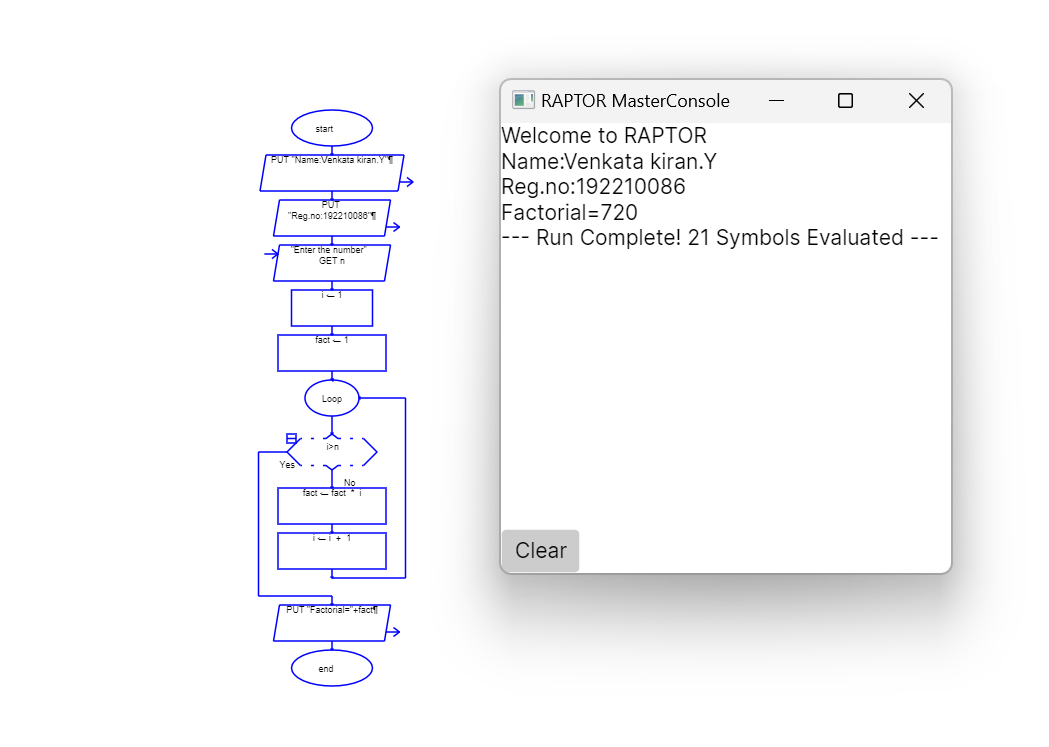 start
PUT "Name:Venkata kiran.Y"¶
PUT
"Reg.no:192210086"¶
"Enter the number"
GET n
i ← 1
fact ← 1
Loop
i>n
Yes
No
fact ← fact * i
i ← i + 1
PUT "Factorial="+fact¶
end
RAPTOR MasterConsole
Welcome to RAPTOR
Name:Venkata kiran.Y
Reg.no:192210086
Factorial=720
--- Run Complete! 21 Symbols Evaluated ---
Clear